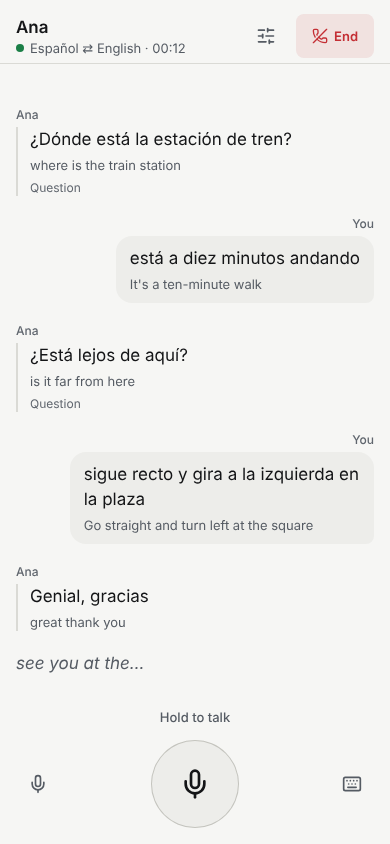 Ana
Español ⇄ English · 00:12
End
Ana
¿Dónde está la estación de tren?
where is the train station
Question
You
está a diez minutos andando
It's a ten-minute walk
Ana
¿Está lejos de aquí?
is it far from here
Question
You
sigue recto y gira a la izquierda en
la plaza
Go straight and turn left at the square
Ana
Genial, gracias
great thank you
see you at the...
Hold to talk